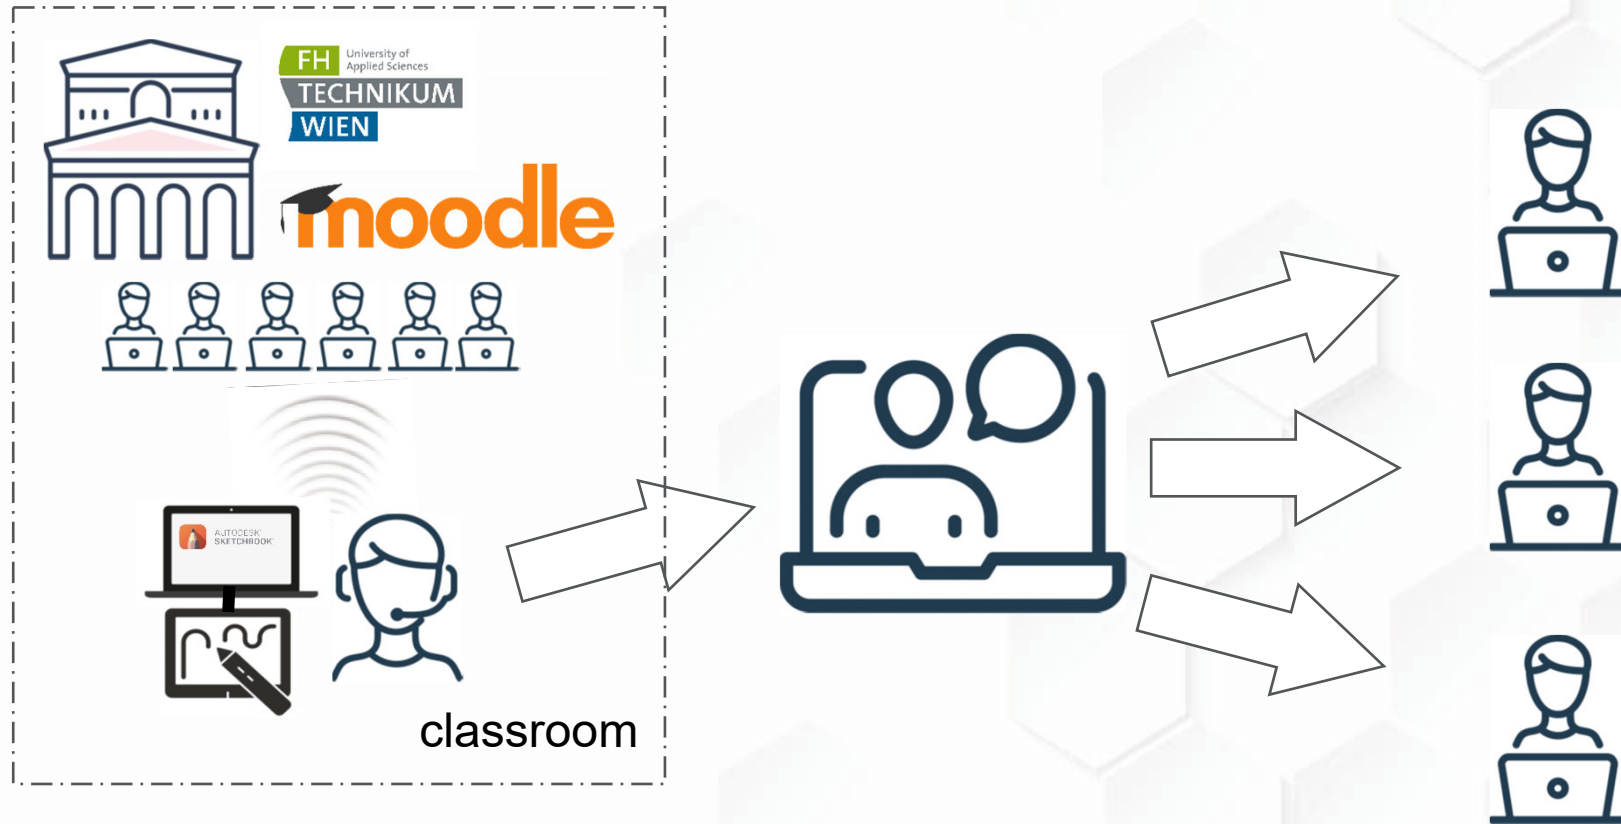 FH University of
Applied Sciences
TECHNIKUM
WIEN
moodle
AUTODESK
SKETCHBOOK
classroom